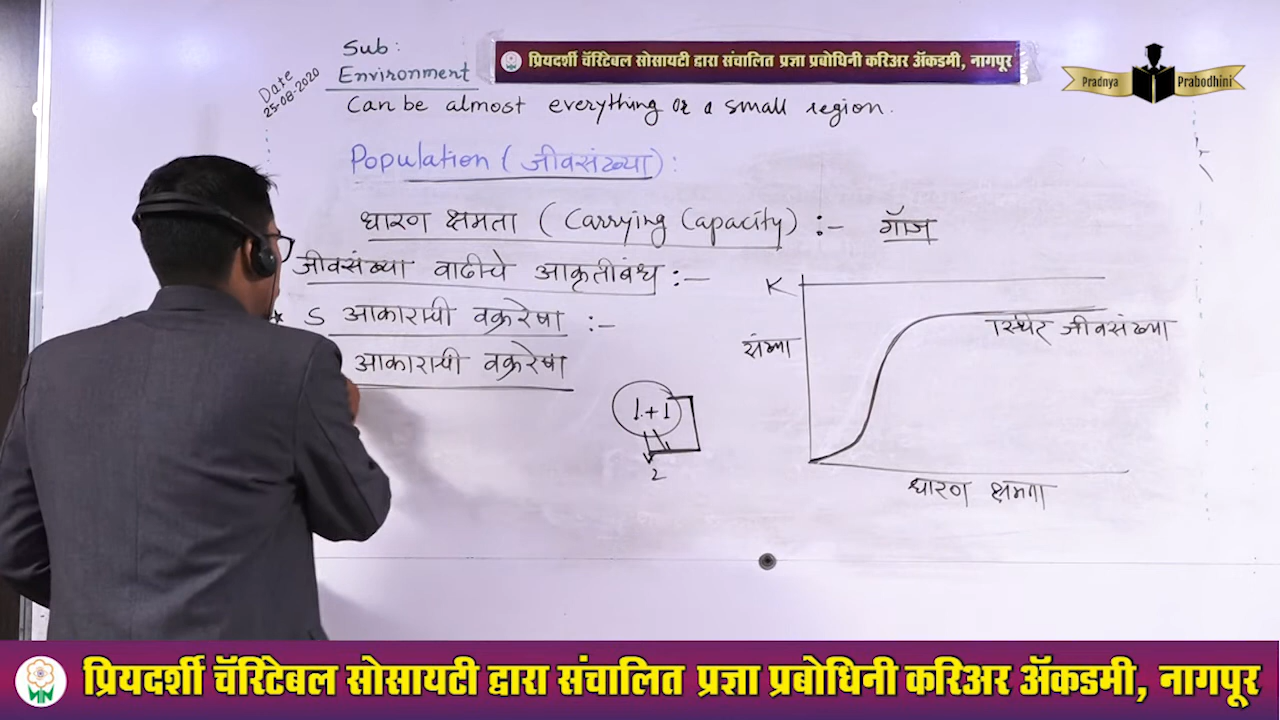 Sub:
Environment
Date
25-08-2020
प्रियदर्शी चॅरिटेबल सोसायटी द्वारा संचालित प्रज्ञा प्रबोधिनी करिअर ॲकडमी, नागपूर
Pradnya Prabodhini
Can be almost everything or a small region.
Population (जीवसंख्या):
धारण क्षमता (Carrying Capacity) :- गॉज
जीवसंख्या वाढीचे आकृतीबंध :-
* S आकाराची वक्ररेषा :-
आकाराची वक्ररेषा
K
संख्या
स्थिर जीवसंख्या
धारण क्षमता
1+1
2
प्रियदर्शी चॅरिटेबल सोसायटी द्वारा संचालित प्रज्ञा प्रबोधिनी करिअर ॲकडमी, नागपूर